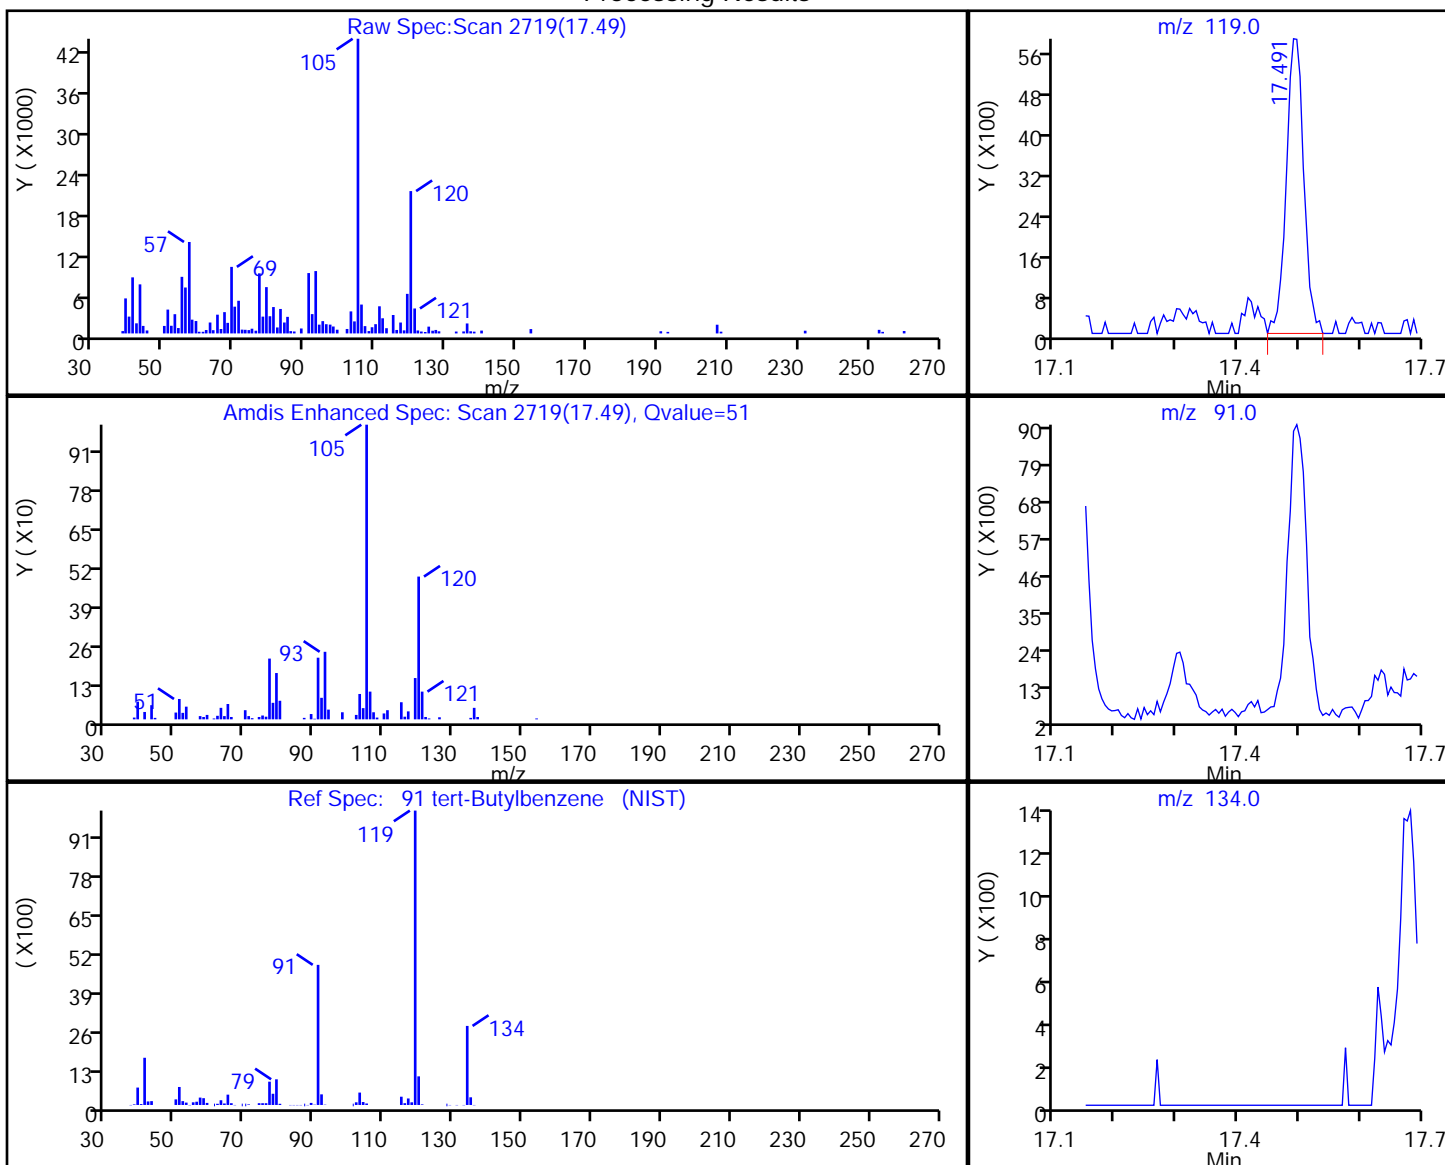 Processing Results
Raw Spec:Scan 2719(17.49)
Y ( X1000)
42
36
30
24
18
12
6
0
105
57
69
120
121
30 50 70 90 110 130 150 170 190 210 230 250 270
m/z
m/z 119.0
Y ( X100)
56
48
40
32
24
16
8
0
17.491
17.1 17.4 17.7
Min
Amdis Enhanced Spec: Scan 2719(17.49), Qvalue=51
Y ( X10)
91
78
65
52
39
26
13
0
105
51
93
120
121
30 50 70 90 110 130 150 170 190 210 230 250 270
m/z
m/z 91.0
Y ( X100)
90
79
68
57
46
35
24
13
2
17.1 17.4 17.7
Min
Ref Spec: 91 tert-Butylbenzene (NIST)
( X100)
91
78
65
52
39
26
13
0
119
91
79
134
30 50 70 90 110 130 150 170 190 210 230 250 270
m/z 134.0
Y ( X100)
14
12
10
8
6
4
2
0
17.1 17.4 17.7
Min